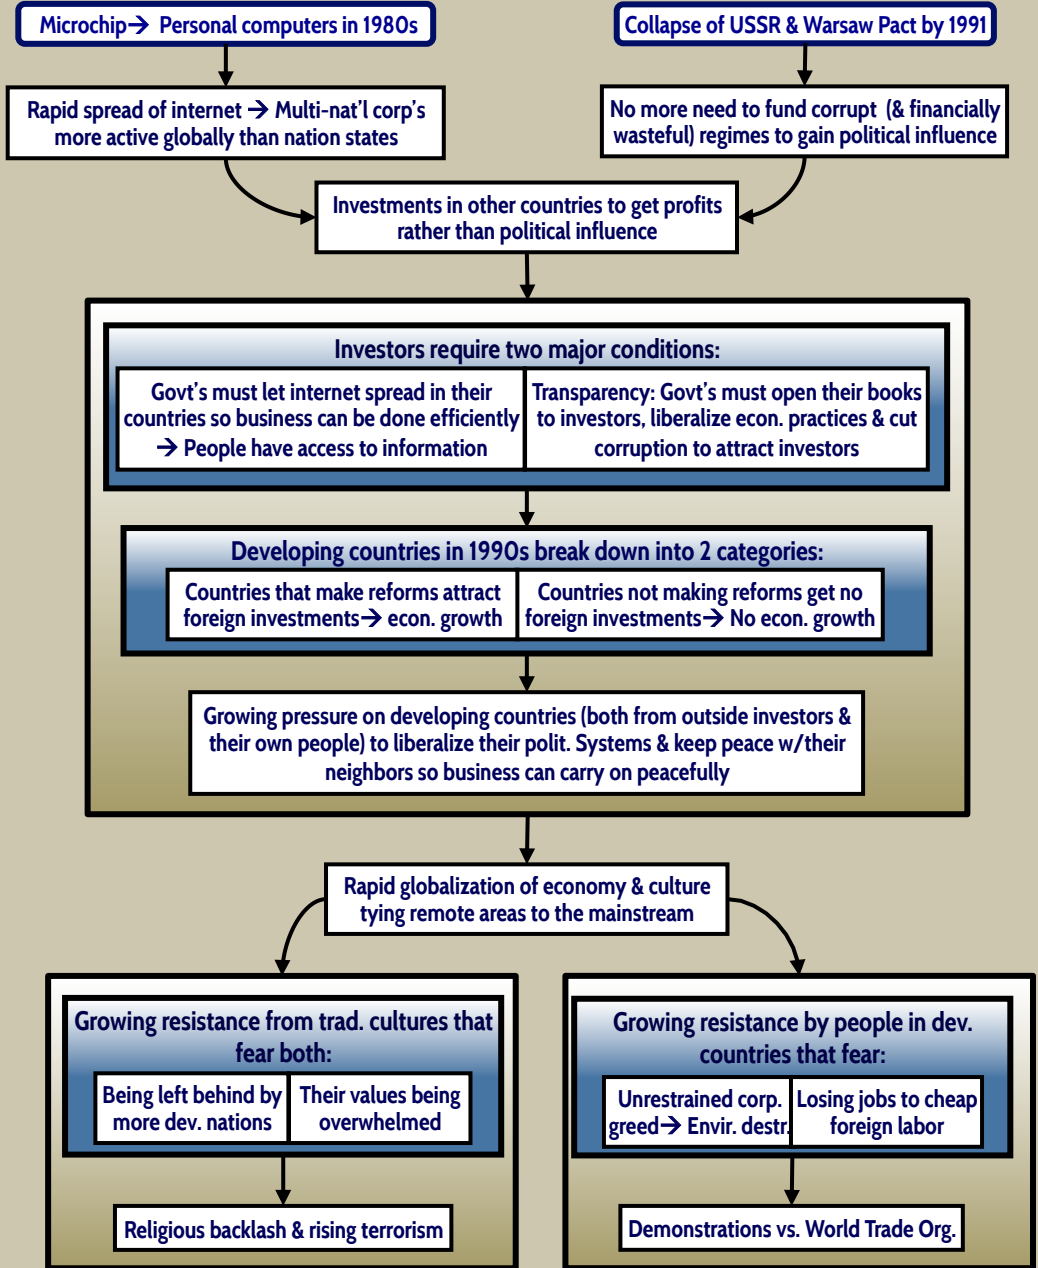 Microchip→ Personal computers in 1980s
Collapse of USSR & Warsaw Pact by 1991
Rapid spread of internet → Multi-nat'l corp's
more active globally than nation states
No more need to fund corrupt (& financially
wasteful) regimes to gain political influence
Investments in other countries to get profits
rather than political influence
Investors require two major conditions:
Govt's must let internet spread in their
countries so business can be done efficiently
→ People have access to information
Transparency: Govt's must open their books
to investors, liberalize econ. practices & cut
corruption to attract investors
Developing countries in 1990s break down into 2 categories:
Countries that make reforms attract
foreign investments→ econ. growth
Countries not making reforms get no
foreign investments→ No econ. growth
Growing pressure on developing countries (both from outside investors &
their own people) to liberalize their polit. Systems & keep peace w/their
neighbors so business can carry on peacefully
Rapid globalization of economy & culture
tying remote areas to the mainstream
Growing resistance from trad. cultures that
fear both:
Being left behind by
more dev. nations
Their values being
overwhelmed
Religious backlash & rising terrorism
Growing resistance by people in dev.
countries that fear:
Unrestrained corp.
greed→ Envir. destr.
Losing jobs to cheap
foreign labor
Demonstrations vs. World Trade Org.